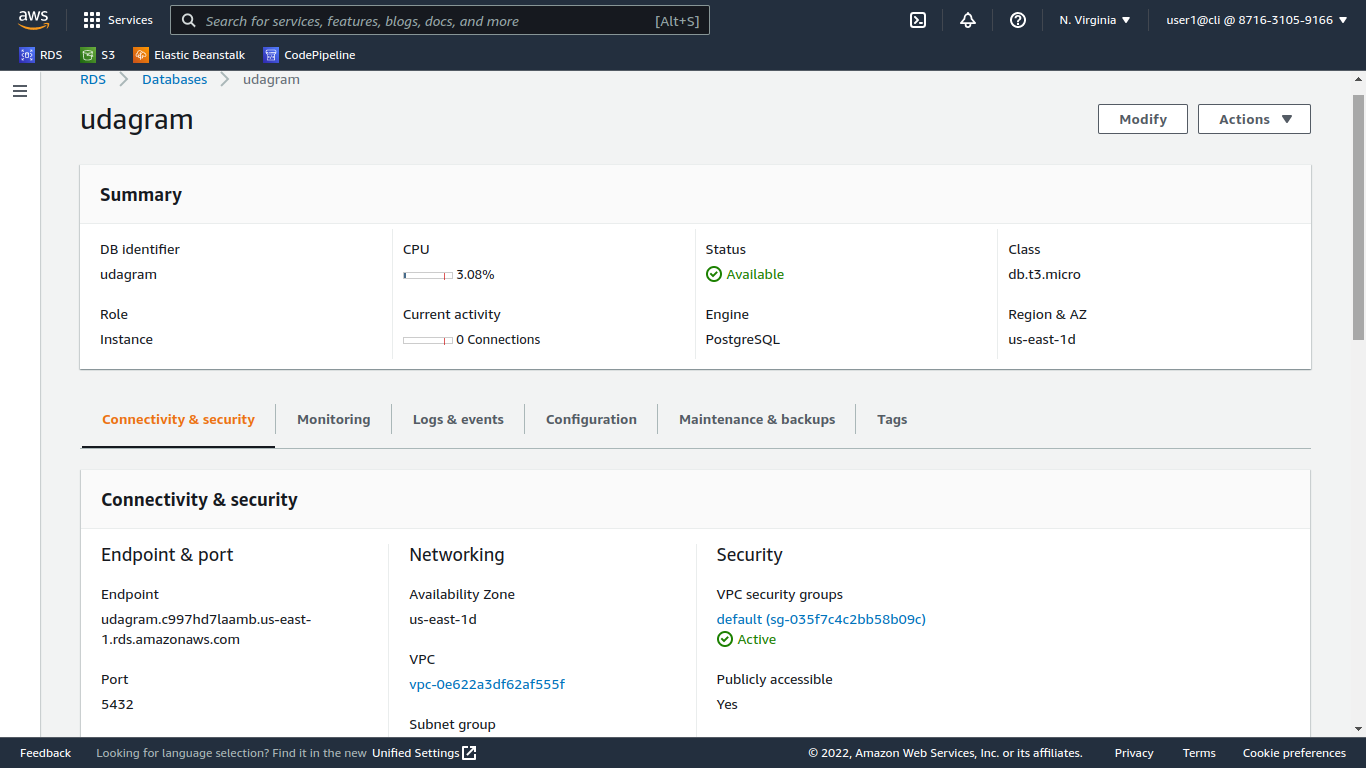 aws Services Search for services, features, blogs, docs, and more [Alt+S] N. Virginia user1@cli @ 8716-3105-9166
RDS S3 Elastic Beanstalk CodePipeline
RDS Databases udagram
udagram Modify Actions
Summary
DB identifier CPU Status Class
udagram 3.08% Available db.t3.micro
Role Current activity Engine Region & AZ
Instance 0 Connections PostgreSQL us-east-1d
Connectivity & security Monitoring Logs & events Configuration Maintenance & backups Tags
Connectivity & security
Endpoint & port Networking Security
Endpoint Availability Zone VPC security groups
udagram.c997hd7laamb.us-east- us-east-1d default (sg-035f7c4c2bb58b09c)
1.rds.amazonaws.com Active
VPC
Port vpc-0e622a3df62af555f Publicly accessible
5432 Yes
Subnet group
Feedback Looking for language selection? Find it in the new Unified Settings © 2022, Amazon Web Services, Inc. or its affiliates. Privacy Terms Cookie preferences